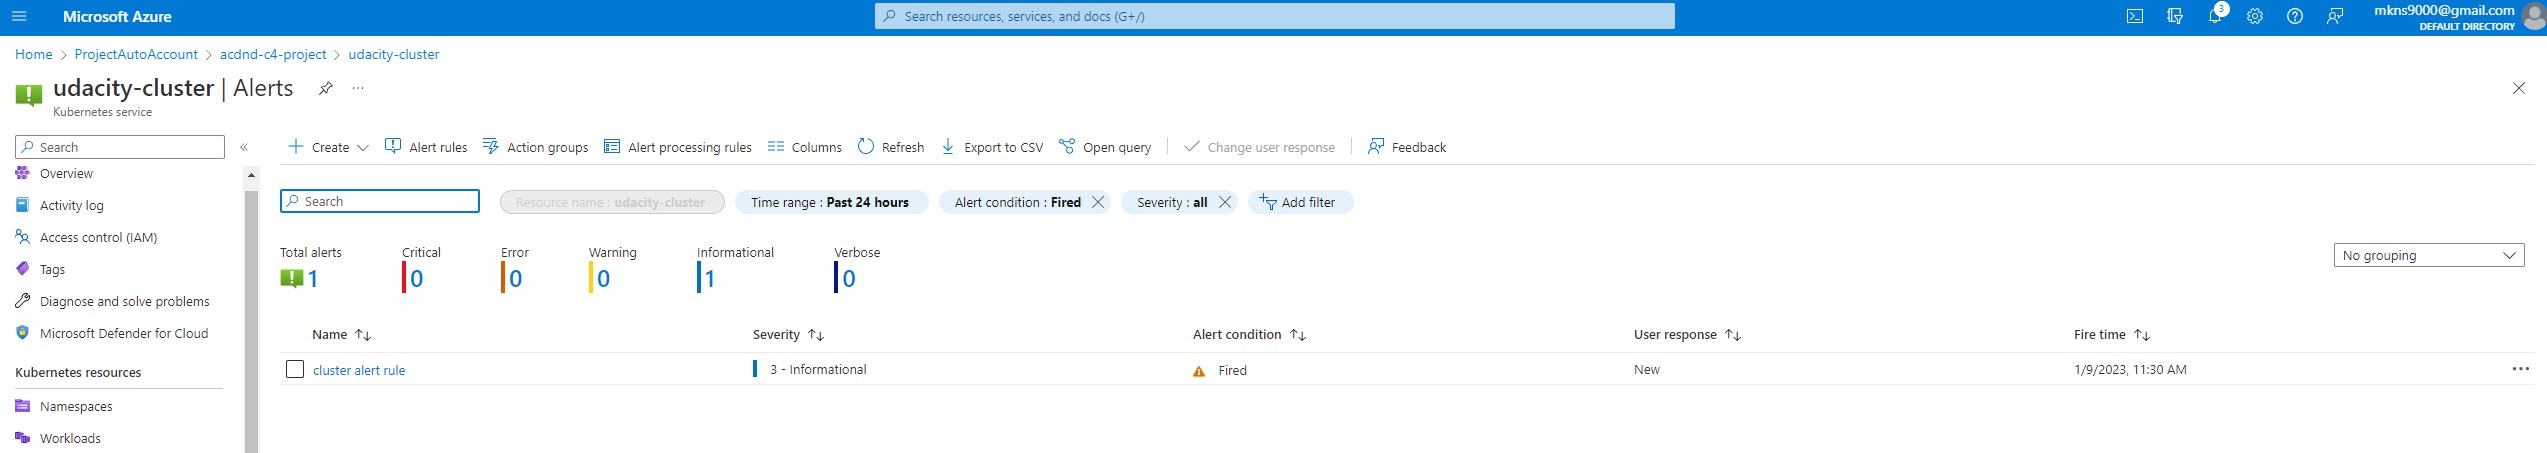 Microsoft Azure
Search resources, services, and docs (G+/)
3
mkns9000@gmail.com
DEFAULT DIRECTORY
Home > ProjectAutoAccount > acdnd-c4-project > udacity-cluster
udacity-cluster | Alerts ...
Kubernetes service
Search «
Overview
Activity log
Access control (IAM)
Tags
Diagnose and solve problems
Microsoft Defender for Cloud
Kubernetes resources
Namespaces
Workloads
Create Alert rules Action groups Alert processing rules Columns Refresh Export to CSV Open query Change user response Feedback
Search Resource name : udacity-cluster Time range : Past 24 hours Alert condition : Fired Severity : all Add filter
Total alerts Critical Error Warning Informational Verbose
1 0 0 0 1 0
No grouping
Name Severity Alert condition User response Fire time
cluster alert rule 3 - Informational Fired New 1/9/2023, 11:30 AM ...